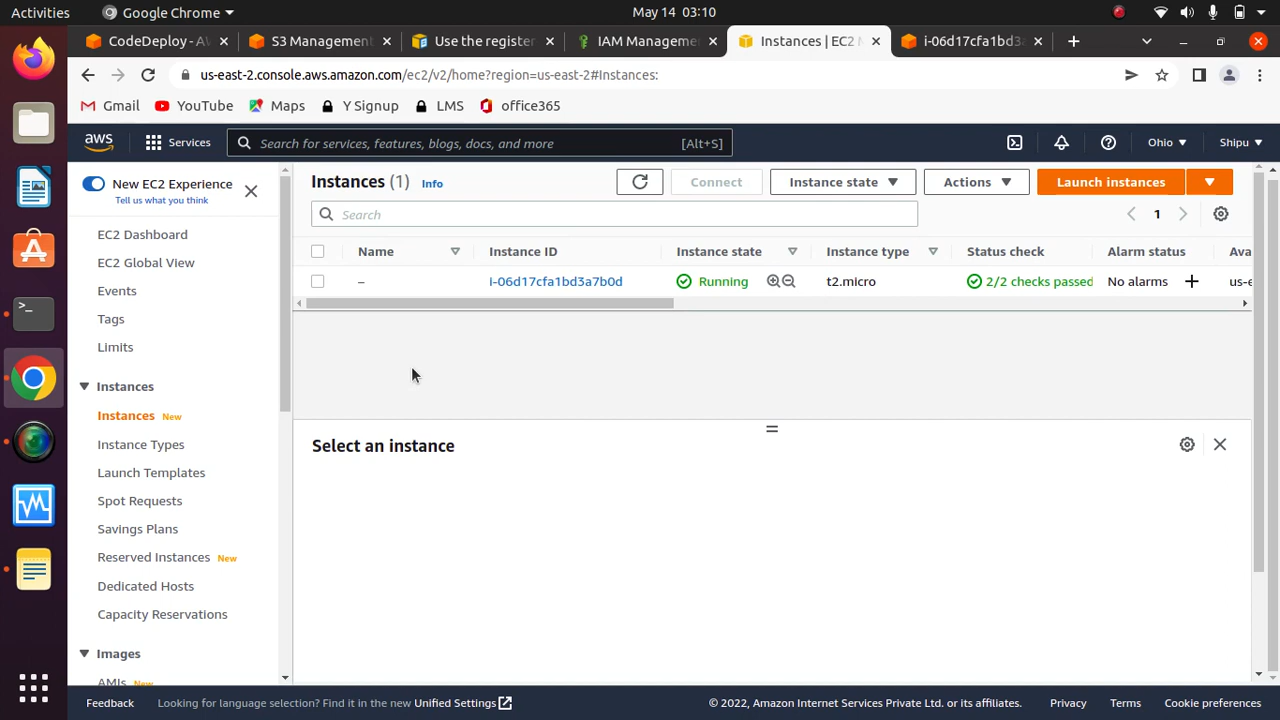 Activities
Google Chrome
May 14 03:10
CodeDeploy - A
S3 Management
Use the register
IAM Manageme
Instances | EC2 M
i-06d17cfa1bd3a
us-east-2.console.aws.amazon.com/ec2/v2/home?region=us-east-2#Instances:
Gmail
YouTube
Maps
Y Signup
LMS
office365
aws
Services
Search for services, features, blogs, docs, and more
[Alt+S]
Ohio
Shipu
New EC2 Experience
Tell us what you think
EC2 Dashboard
EC2 Global View
Events
Tags
Limits
Instances
Instances New
Instance Types
Launch Templates
Spot Requests
Savings Plans
Reserved Instances New
Dedicated Hosts
Capacity Reservations
Images
AMIs New
Instances (1) Info
Connect
Instance state
Actions
Launch instances
Search
1
Name
Instance ID
Instance state
Instance type
Status check
Alarm status
Ava
–
i-06d17cfa1bd3a7b0d
Running
t2.micro
2/2 checks passed
No alarms
us-e
Select an instance
Feedback
Looking for language selection? Find it in the new Unified Settings
© 2022, Amazon Internet Services Private Ltd. or its affiliates.
Privacy
Terms
Cookie preferences